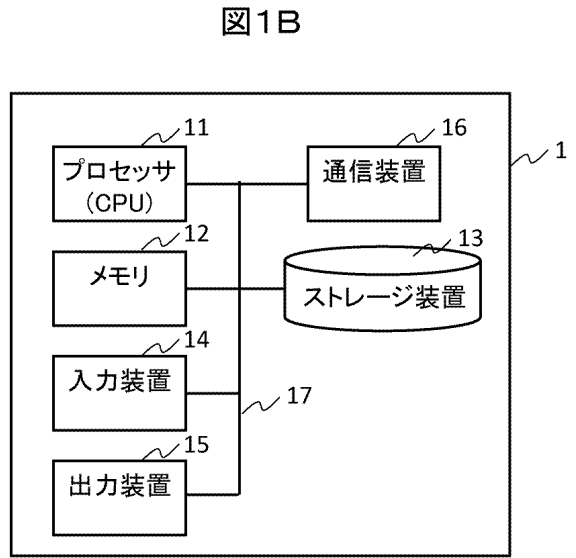 図1B
11
プロセッサ
(CPU)
16
通信装置
1
12
メモリ
13
ストレージ装置
14
入力装置
17
15
出力装置